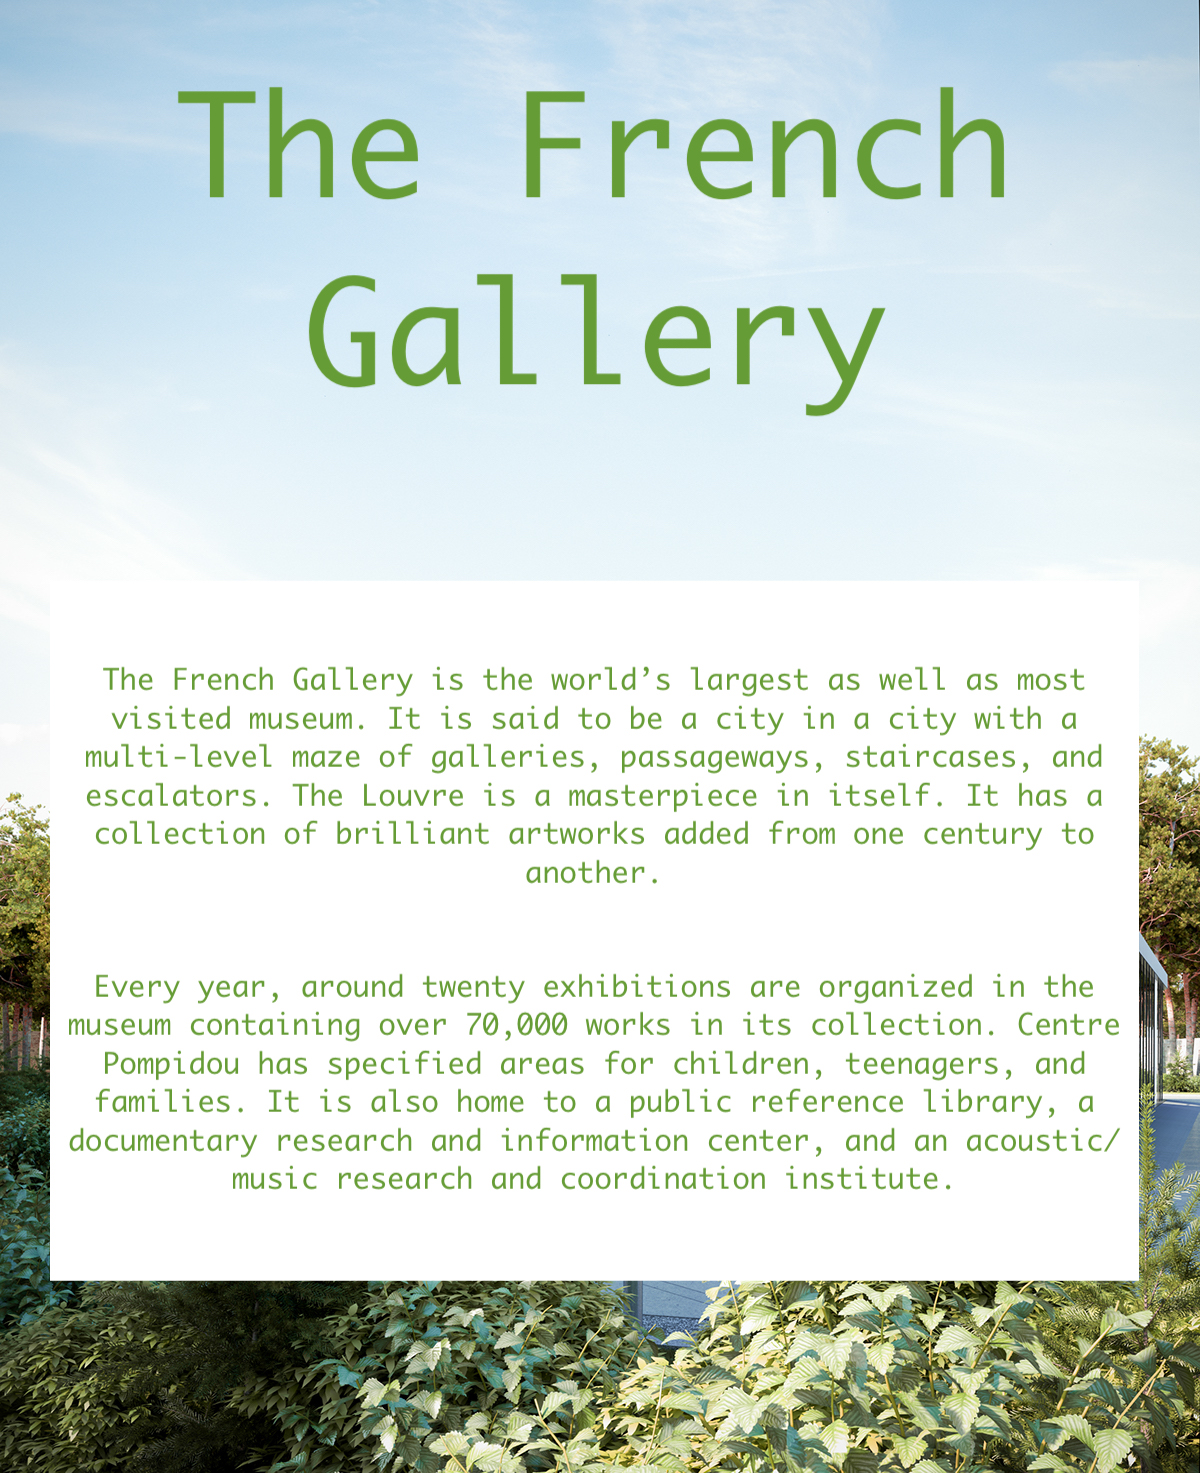 The French
Gallery
The French Gallery is the world’s largest as well as most
visited museum. It is said to be a city in a city with a
multi-level maze of galleries, passageways, staircases, and
escalators. The Louvre is a masterpiece in itself. It has a
collection of brilliant artworks added from one century to
another.
Every year, around twenty exhibitions are organized in the
museum containing over 70,000 works in its collection. Centre
Pompidou has specified areas for children, teenagers, and
families. It is also home to a public reference library, a
documentary research and information center, and an acoustic/
music research and coordination institute.